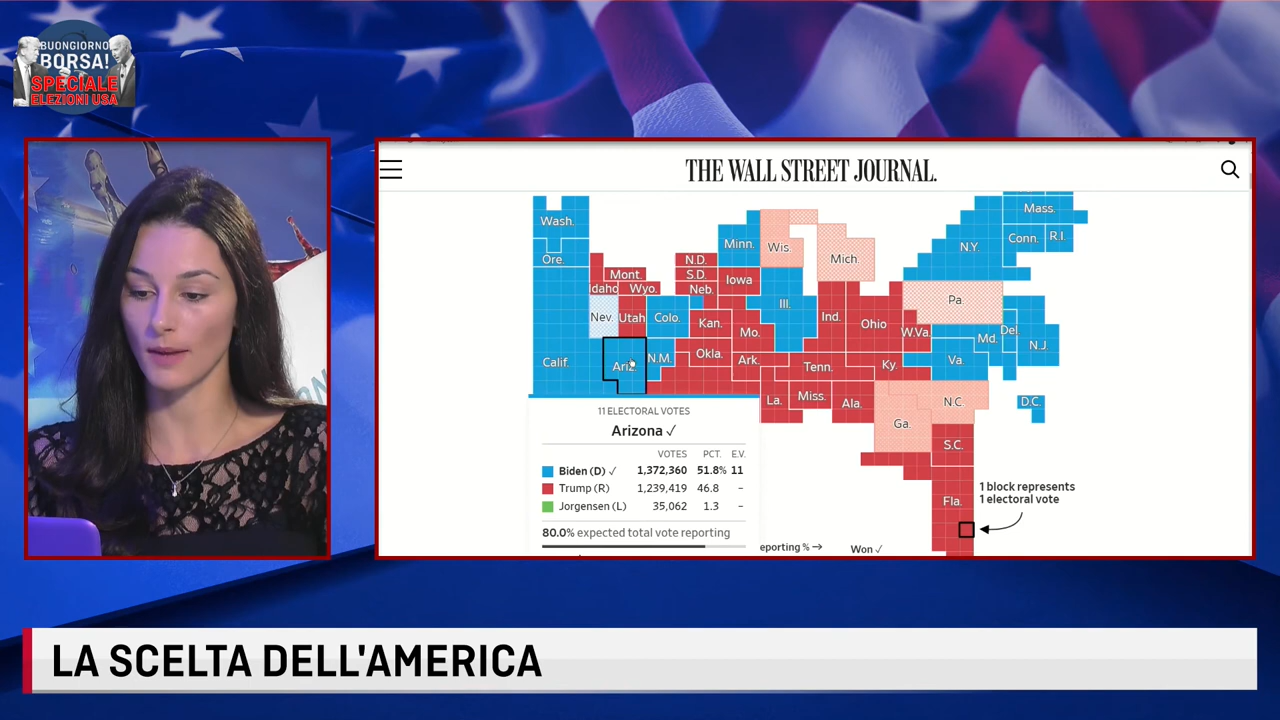 BUONGIORNO
BORSA!
SPECIALE
ELEZIONI USA
THE WALL STREET JOURNAL.
Wash.
Mass.
Minn.
Wis.
Conn.
R.I.
N.Y.
Ore.
N.D.
Mich.
Mont.
S.D.
Iowa
Idaho
Wyo.
Neb.
Pa.
Nev.
Utah
Colo.
Ill.
Ind.
Ohio
Kan.
Mo.
W.Va.
Del.
Md.
N.J.
Calif.
Ariz.
N.M.
Okla.
Ark.
Tenn.
Ky.
Va.
La.
Miss.
Ala.
N.C.
D.C.
Ga.
S.C.
Fla.
1 block represents
1 electoral vote
11 ELECTORAL VOTES
Arizona ✓
VOTES PCT. E.V.
Biden (D) ✓ 1,372,360 51.8% 11
Trump (R) 1,239,419 46.8 –
Jorgensen (L) 35,062 1.3 –
80.0% expected total vote reporting
eporting % → Won ✓
LA SCELTA DELL'AMERICA